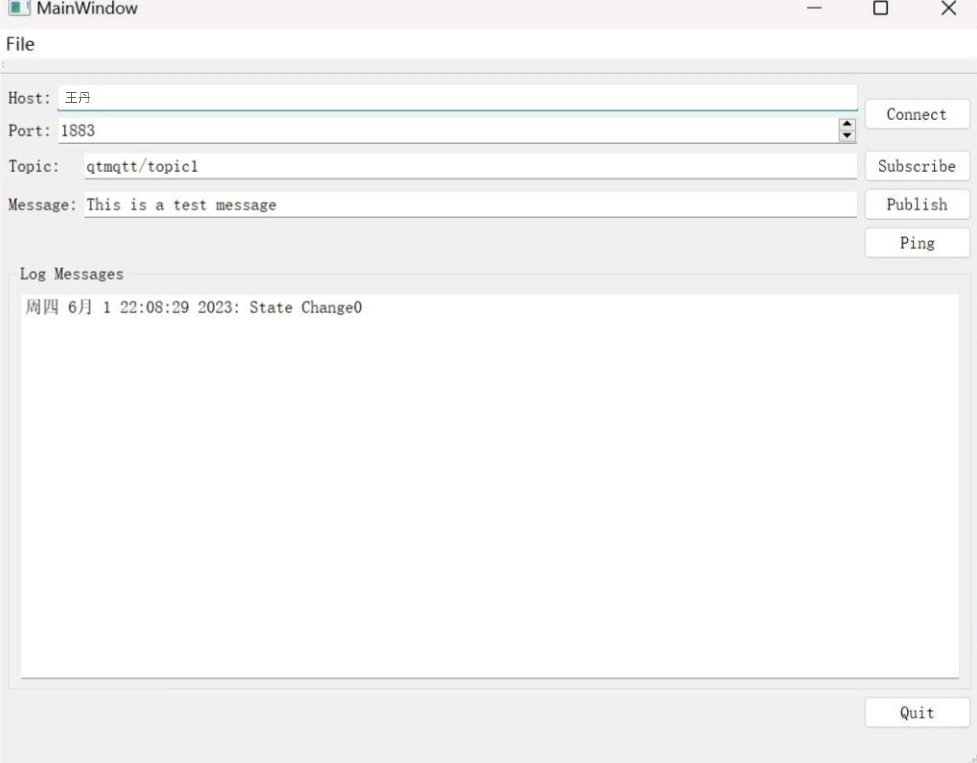 MainWindow
File
Host: 王丹
Connect
Port: 1883
Topic: qtmqtt/topic1
Subscribe
Message: This is a test message
Publish
Ping
Log Messages
周四 6月 1 22:08:29 2023: State Change0
Quit